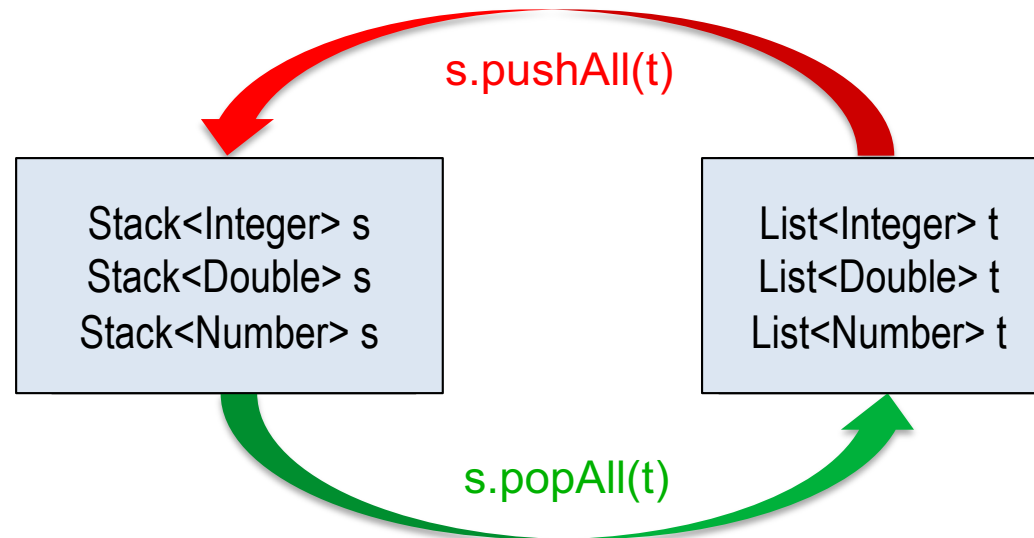 s.pushAll(t)
Stack<Integer> s
Stack<Double> s
Stack<Number> s
List<Integer> t
List<Double> t
List<Number> t
s.popAll(t)